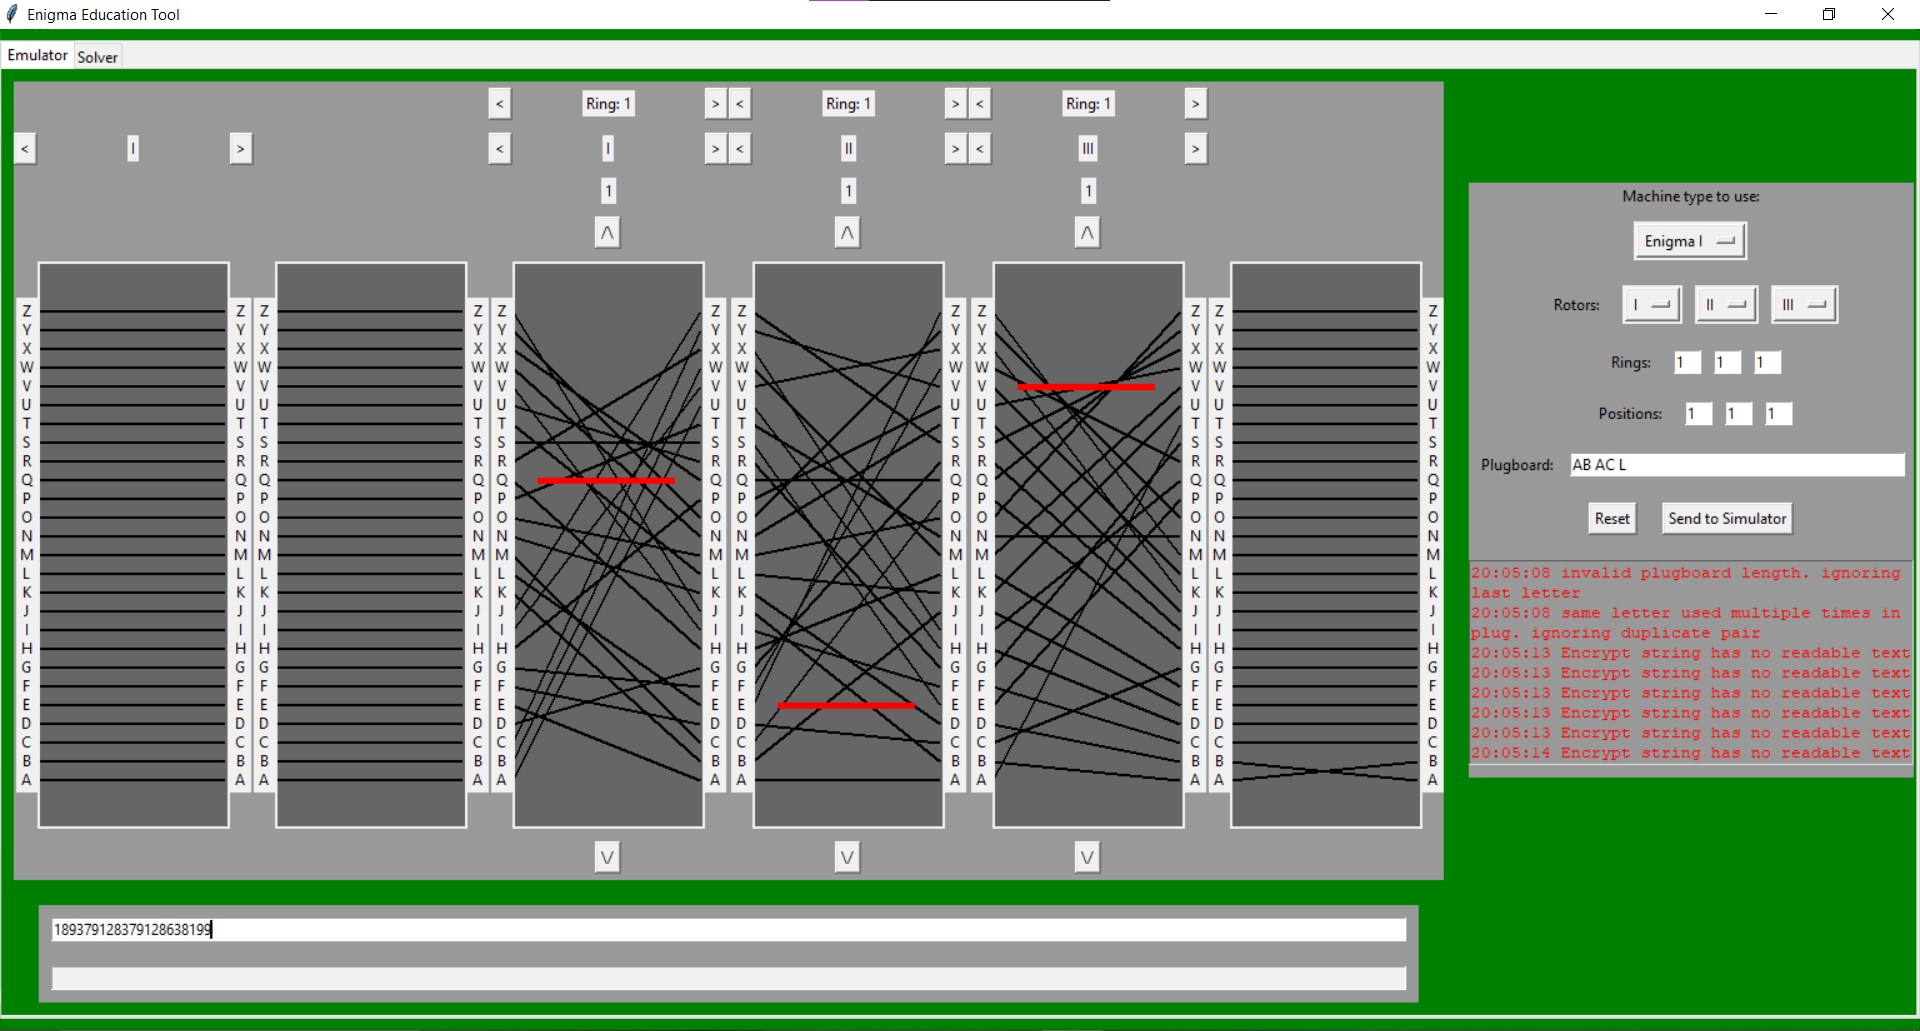 Enigma Education Tool
Emulator Solver
< Ring: 1 > < Ring: 1 > < Ring: 1 >
< I > < I > < II > < III >
1 1 1
/\ /\ /\
Z Z Z Z Z Z Z Z Z Z Z Z
Y Y Y Y Y Y Y Y Y Y Y Y
X X X X X X X X X X X X
W W W W W W W W W W W W
V V V V V V V V V V V V
U U U U U U U U U U U U
T T T T T T T T T T T T
S S S S S S S S S S S S
R R R R R R R R R R R R
Q Q Q Q Q Q Q Q Q Q Q Q
P P P P P P P P P P P P
O O O O O O O O O O O O
N N N N N N N N N N N N
M M M M M M M M M M M M
L L L L L L L L L L L L
K K K K K K K K K K K K
J J J J J J J J J J J J
I I I I I I I I I I I I
H H H H H H H H H H H H
G G G G G G G G G G G G
F F F F F F F F F F F F
E E E E E E E E E E E E
D D D D D D D D D D D D
C C C C C C C C C C C C
B B B B B B B B B B B B
A A A A A A A A A A A A
\/ \/ \/
189379128379128638199
Machine type to use:
Enigma I
Rotors: I II III
Rings: 1 1 1
Positions: 1 1 1
Plugboard: AB AC L
Reset Send to Simulator
20:05:08 invalid plugboard length. ignoring
last letter
20:05:08 same letter used multiple times in
plug. ignoring duplicate pair
20:05:13 Encrypt string has no readable text
20:05:13 Encrypt string has no readable text
20:05:13 Encrypt string has no readable text
20:05:13 Encrypt string has no readable text
20:05:13 Encrypt string has no readable text
20:05:14 Encrypt string has no readable text